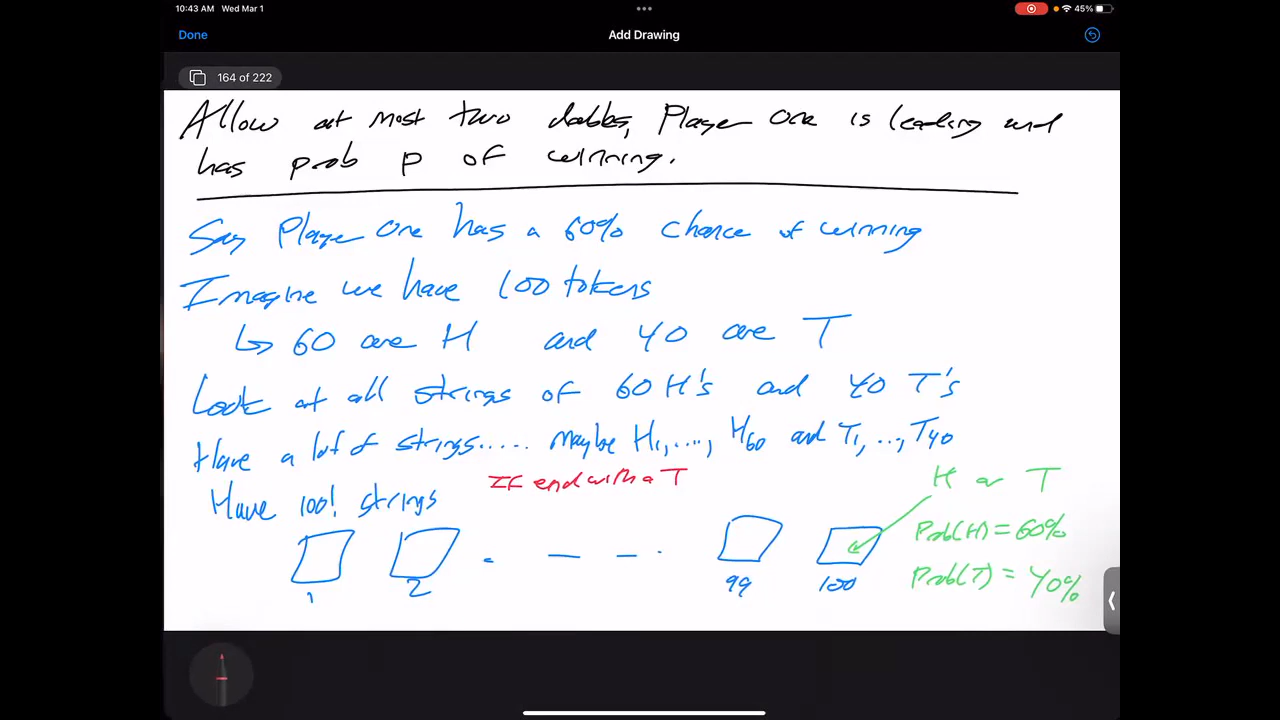 10:43 AM Wed Mar 1
45%
Done
Add Drawing
164 of 222
Allow at most two doubles, Player one is leading and
has prob p of winning.
Say Player One has a 60% chance of winning
Imagine we have 100 tokens
↳ 60 are H and 40 are T
Look at all strings of 60 H's and 40 T's
Have a lot of strings..... maybe H1, ..., H60 and T1, ..., T40
If end with a T
H or T
Have 100! strings
Prob(H) = 60%
Prob(T) = 40%
1 2 99 100